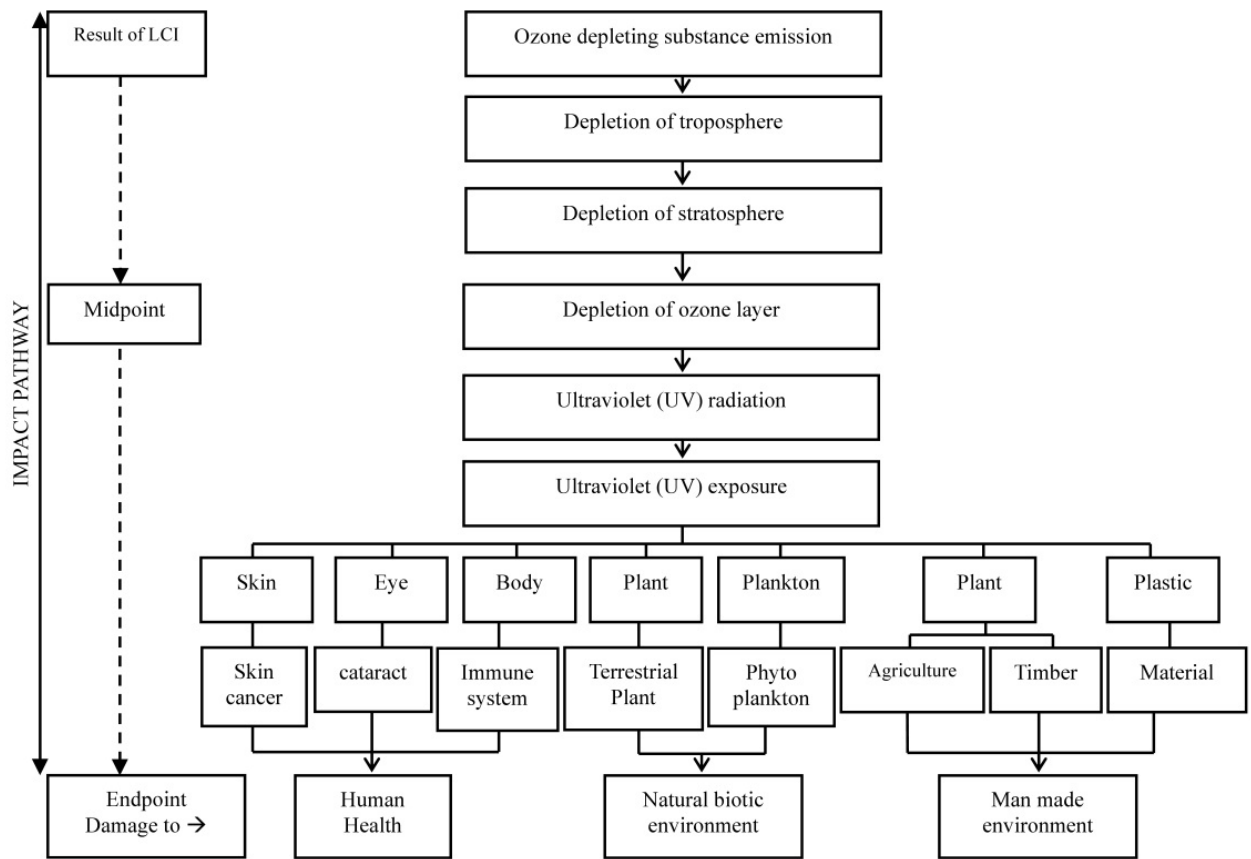 Result of LCI
Ozone depleting substance emission
Depletion of troposphere
Depletion of stratosphere
Midpoint
Depletion of ozone layer
IMPACT PATHWAY
Ultraviolet (UV) radiation
Ultraviolet (UV) exposure
Skin
Eye
Body
Plant
Plankton
Plant
Plastic
Skin
cancer
cataract
Immune
system
Terrestrial
Plant
Phyto
plankton
Agriculture
Timber
Material
Endpoint
Damage to →
Human
Health
Natural biotic
environment
Man made
environment